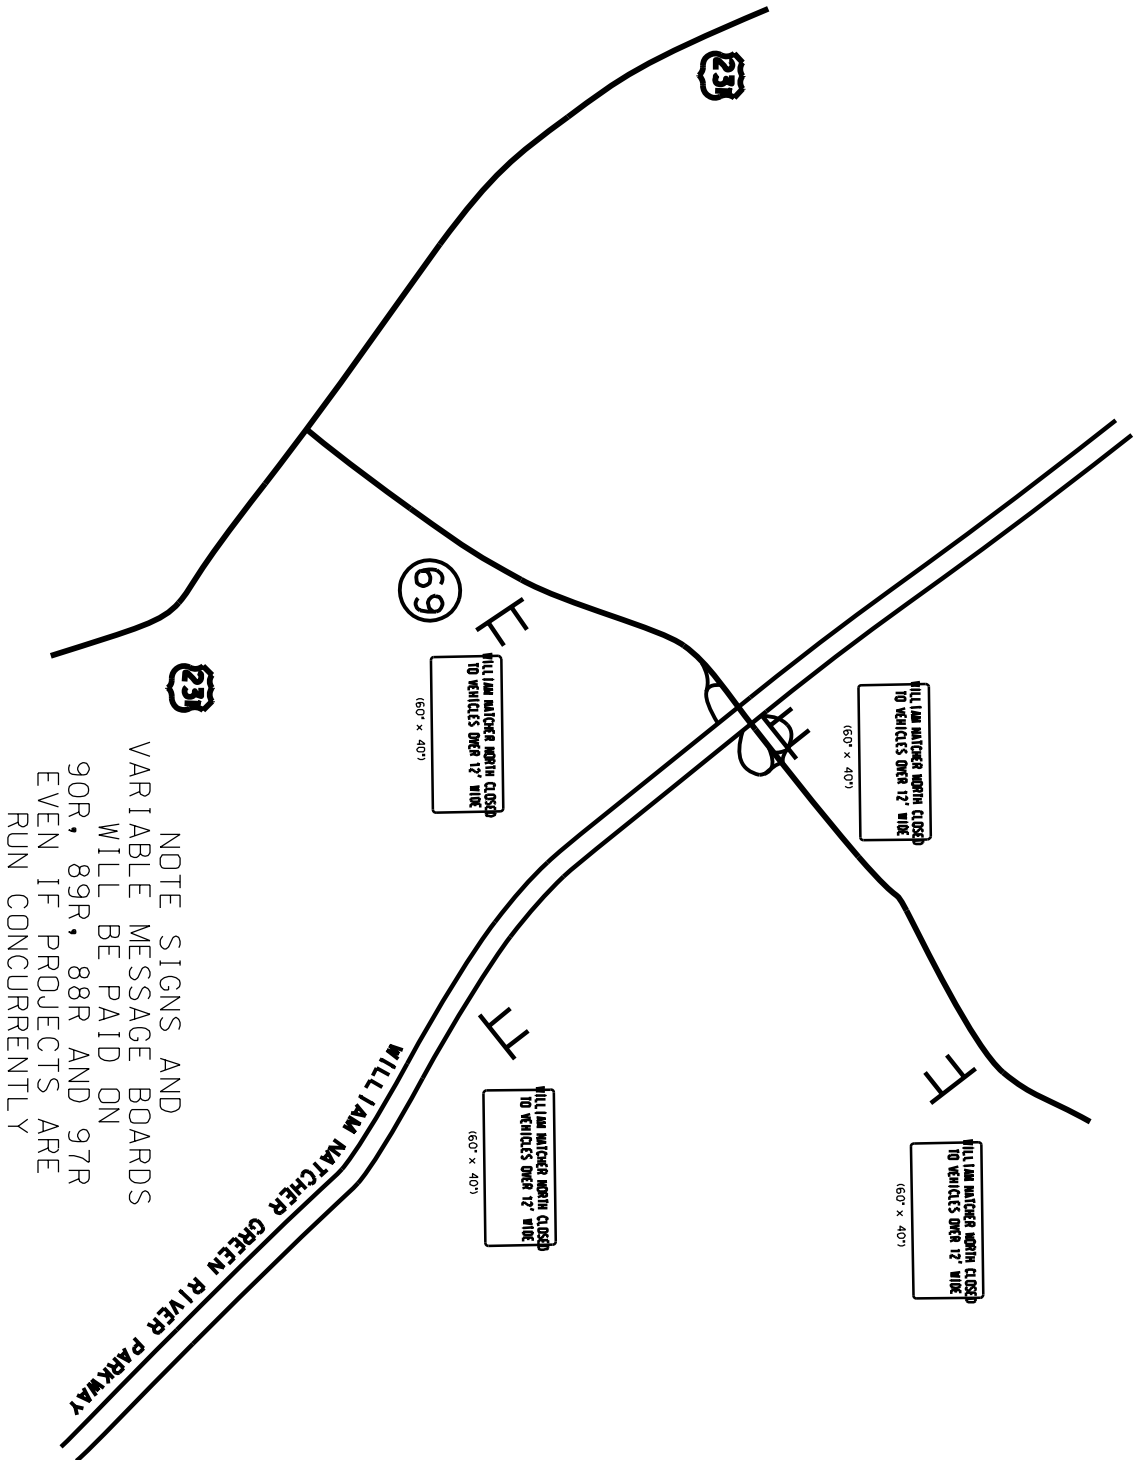 231
69
WILLIAM NATCHER NORTH CLOSED
TO VEHICLES OVER 12' WIDE
(60" x 40")
WILLIAM NATCHER NORTH CLOSED
TO VEHICLES OVER 12' WIDE
(60" x 40")
231
WILLIAM NATCHER NORTH CLOSED
TO VEHICLES OVER 12' WIDE
(60" x 40")
WILLIAM NATCHER NORTH CLOSED
TO VEHICLES OVER 12' WIDE
(60" x 40")
WILLIAM NATCHER GREEN RIVER PARKWAY
NOTE SIGNS AND
VARIABLE MESSAGE BOARDS
WILL BE PAID ON
90R, 89R, 88R AND 97R
EVEN IF PROJECTS ARE
RUN CONCURRENTLY